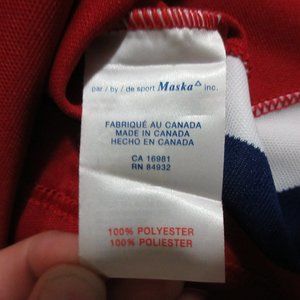 par / by / de sport Maska inc.
FABRIQUÉ AU CANADA
MADE IN CANADA
HECHO EN CANADA
CA 16981
RN 84932
100% POLYESTER
100% POLIESTER